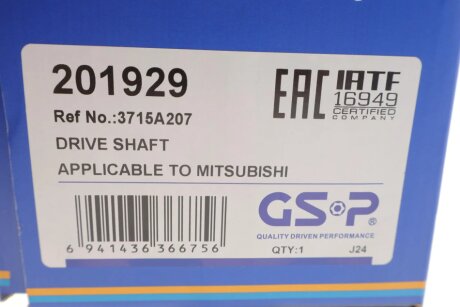 201929
Ref No.:3715A207
DRIVE SHAFT
APPLICABLE TO MITSUBISHI
EAC
IATF
16949
CERTIFIED
COMPANY
6 941436 366756
GSP®
QUALITY DRIVEN PERFORMANCE
QTY:1 J24